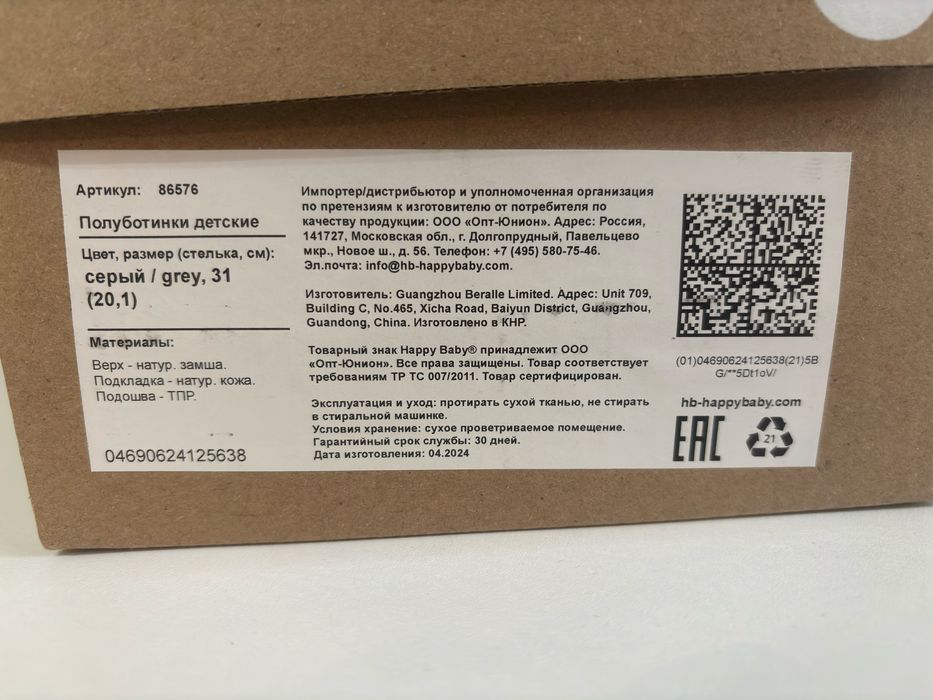 Артикул: 86576
Полуботинки детские
Цвет, размер (стелька, см):
серый / grey, 31
(20,1)
Материалы:
Верх - натур. замша.
Подкладка - натур. кожа.
Подошва - ТПР.
04690624125638
Импортер/дистрибьютор и уполномоченная организация
по претензиям к изготовителю от потребителя по
качеству продукции: ООО «Опт-Юнион». Адрес: Россия,
141727, Московская обл., г. Долгопрудный, Павельцево
мкр., Новое ш., д. 56. Телефон: +7 (495) 580-75-46.
Эл.почта: info@hb-happybaby.com.
Изготовитель: Guangzhou Beralle Limited. Адрес: Unit 709,
Building C, No.465, Xicha Road, Baiyun District, Guangzhou,
Guandong, China. Изготовлено в КНР.
Товарный знак Happy Baby® принадлежит ООО
«Опт-Юнион». Все права защищены. Товар соответствует
требованиям ТР ТС 007/2011. Товар сертифицирован.
Эксплуатация и уход: протирать сухой тканью, не стирать
в стиральной машинке.
Условия хранение: сухое проветриваемое помещение.
Гарантийный срок службы: 30 дней.
Дата изготовления: 04.2024
(01)04690624125638(21)5B
G/**5Dt1oV/
hb-happybaby.com
EAC
21